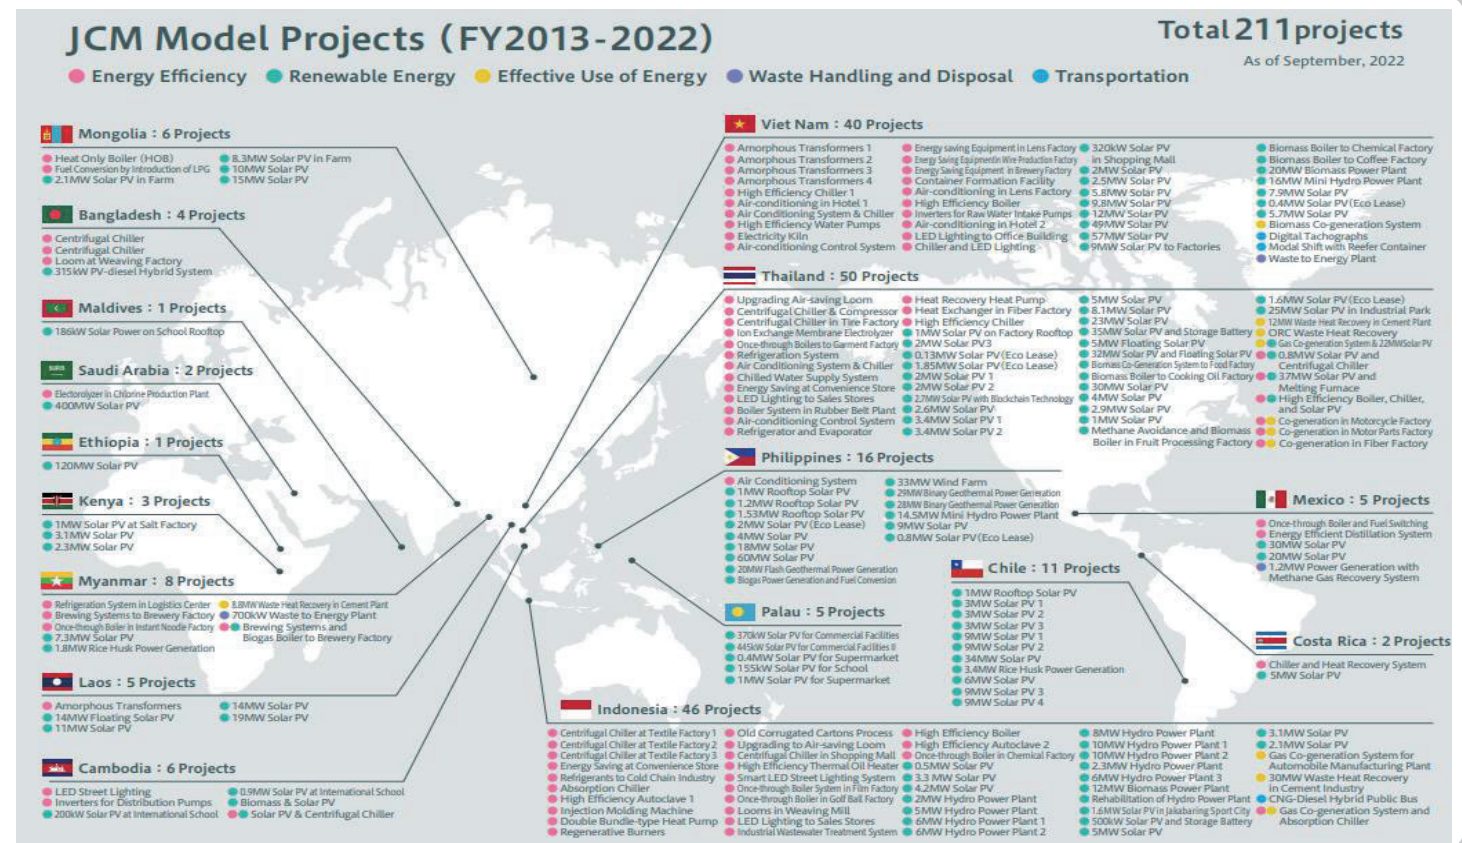 JCM Model Projects (FY2013-2022)
Total 211 projects
As of September, 2022
Energy Efficiency
Renewable Energy
Effective Use of Energy
Waste Handling and Disposal
Transportation
Mongolia : 6 Projects
Heat Only Boiler (HOB)
Fuel Conversion by Introduction of LPG
2.1MW Solar PV in Farm
8.3MW Solar PV in Farm
10MW Solar PV
15MW Solar PV
Bangladesh : 4 Projects
Centrifugal Chiller
Centrifugal Chiller
Loom at Weaving Factory
315kW PV-diesel Hybrid System
Maldives : 1 Projects
186kW Solar Power on School Rooftop
Saudi Arabia : 2 Projects
Electrolyzer in Chlorine Production Plant
400MW Solar PV
Ethiopia : 1 Projects
120MW Solar PV
Kenya : 3 Projects
1MW Solar PV at Salt Factory
3.1MW Solar PV
2.3MW Solar PV
Myanmar : 8 Projects
Refrigeration System in Logistics Center
Brewing Systems to Brewery Factory
Once-through Boiler in Instant Noodle Factory
7.3MW Solar PV
1.8MW Rice Husk Power Generation
8.8MW Waste Heat Recovery in Cement Plant
700kW Waste to Energy Plant
Brewing Systems and
Biogas Boiler to Brewery Factory
Laos : 5 Projects
Amorphous Transformers
14MW Floating Solar PV
11MW Solar PV
14MW Solar PV
19MW Solar PV
Cambodia : 6 Projects
LED Street Lighting
Inverters for Distribution Pumps
200kW Solar PV at International School
0.9MW Solar PV at International School
Biomass & Solar PV
Solar PV & Centrifugal Chiller
Viet Nam : 40 Projects
Amorphous Transformers 1
Amorphous Transformers 2
Amorphous Transformers 3
Amorphous Transformers 4
High Efficiency Chiller 1
Air-conditioning in Hotel 1
Air Conditioning System & Chiller
High Efficiency Water Pumps
Electricity Kiln
Air-conditioning Control System
Energy saving Equipment in Lens Factory
Energy Saving Equipment in Wire Production Factory
Energy Saving Equipment in Brewery Factory
Container Formation Facility
Air-conditioning in Lens Factory
High Efficiency Boiler
Inverters for Raw Water Intake Pumps
Air-conditioning in Hotel 2
LED Lighting to Office Building
Chiller and LED Lighting
320kW Solar PV
in Shopping Mall
2MW Solar PV
2.5MW Solar PV
5.8MW Solar PV
9.8MW Solar PV
12MW Solar PV
49MW Solar PV
57MW Solar PV
9MW Solar PV to Factories
Biomass Boiler to Chemical Factory
Biomass Boiler to Coffee Factory
20MW Biomass Power Plant
16MW Mini Hydro Power Plant
7.9MW Solar PV
0.4MW Solar PV(Eco Lease)
5.7MW Solar PV
Biomass Co-generation System
Digital Tachographs
Modal Shift with Reefer Container
Waste to Energy Plant
Thailand : 50 Projects
Upgrading Air-saving Loom
Centrifugal Chiller & Compressor
Centrifugal Chiller in Tire Factory
Ion Exchange Membrane Electrolyzer
Once-through Boilers to Garment Factory
Refrigeration System
Air Conditioning System & Chiller
Chilled Water Supply System
Energy Saving at Convenience Store
LED Lighting to Sales Stores
Boiler System in Rubber Belt Plant
Air-conditioning Control System
Refrigerator and Evaporator
Heat Recovery Heat Pump
Heat Exchanger in Fiber Factory
High Efficiency Chiller
1MW Solar PV on Factory Rooftop
2MW Solar PV3
0.13MW Solar PV(Eco Lease)
1.85MW Solar PV(Eco Lease)
2MW Solar PV 1
2MW Solar PV 2
2.7MW Solar PV with Blockchain Technology
2.6MW Solar PV
3.4MW Solar PV 1
3.4MW Solar PV 2
5MW Solar PV
8.1MW Solar PV
23MW Solar PV
35MW Solar PV and Storage Battery
5MW Floating Solar PV
32MW Solar PV and Floating Solar PV
Biomass Co-Generation System to Food Factory
Biomass Boiler to Cooking Oil Factory
30MW Solar PV
4MW Solar PV
2.9MW Solar PV
1MW Solar PV
Methane Avoidance and Biomass
Boiler in Fruit Processing Factory
1.6MW Solar PV(Eco Lease)
25MW Solar PV in Industrial Park
12MW Waste Heat Recovery in Cement Plant
ORC Waste Heat Recovery
Gas Co-generation System & 22MWSolar PV
0.8MW Solar PV and
Centrifugal Chiller
3.7MW Solar PV and
Melting Furnace
High Efficiency Boiler, Chiller,
and Solar PV
Co-generation in Motorcycle Factory
Co-generation in Motor Parts Factory
Co-generation in Fiber Factory
Philippines : 16 Projects
Air Conditioning System
1MW Rooftop Solar PV
1.2MW Rooftop Solar PV
1.53MW Rooftop Solar PV
2MW Solar PV(Eco Lease)
4MW Solar PV
18MW Solar PV
60MW Solar PV
20MW Flash Geothermal Power Generation
Biogas Power Generation and Fuel Conversion
33MW Wind Farm
29MW Binary Geothermal Power Generation
28MW Binary Geothermal Power Generation
14.5MW Mini Hydro Power Plant
9MW Solar PV
0.8MW Solar PV(Eco Lease)
Palau : 5 Projects
370kW Solar PV for Commercial Facilities
445kW Solar PV for Commercial Facilities II
0.4MW Solar PV for Supermarket
155kW Solar PV for School
1MW Solar PV for Supermarket
Chile : 11 Projects
1MW Rooftop Solar PV
3MW Solar PV 1
3MW Solar PV 2
3MW Solar PV 3
9MW Solar PV 1
9MW Solar PV 2
34MW Solar PV
3.4MW Rice Husk Power Generation
6MW Solar PV
9MW Solar PV 3
9MW Solar PV 4
Mexico : 5 Projects
Once-through Boiler and Fuel Switching
Energy Efficient Distillation System
30MW Solar PV
20MW Solar PV
1.2MW Power Generation with
Methane Gas Recovery System
Costa Rica : 2 Projects
Chiller and Heat Recovery System
5MW Solar PV
Indonesia : 46 Projects
Centrifugal Chiller at Textile Factory 1
Centrifugal Chiller at Textile Factory 2
Centrifugal Chiller at Textile Factory 3
Energy Saving at Convenience Store
Refrigerants to Cold Chain Industry
Absorption Chiller
High Efficiency Autoclave 1
Injection Molding Machine
Double Bundle-type Heat Pump
Regenerative Burners
Old Corrugated Cartons Process
Upgrading to Air-saving Loom
Centrifugal Chiller in Shopping Mall
High Efficiency Thermal Oil Heater
Smart LED Street Lighting System
Once-through Boiler System in Film Factory
Once-through Boiler in Golf Ball Factory
Looms in Weaving Mill
LED Lighting to Sales Stores
Industrial Wastewater Treatment System
High Efficiency Boiler
High Efficiency Autoclave 2
Once-through Boiler in Chemical Factory
0.5MW Solar PV
3.3 MW Solar PV
4.2MW Solar PV
2MW Hydro Power Plant
5MW Hydro Power Plant
6MW Hydro Power Plant 1
6MW Hydro Power Plant 2
8MW Hydro Power Plant
10MW Hydro Power Plant 1
10MW Hydro Power Plant 2
2.3MW Hydro Power Plant
6MW Hydro Power Plant 3
12MW Biomass Power Plant
Rehabilitation of Hydro Power Plant
1.6MW Solar PV in Jakabaring Sport City
500kW Solar PV and Storage Battery
5MW Solar PV
3.1MW Solar PV
2.1MW Solar PV
Gas Co-generation System for
Automobile Manufacturing Plant
30MW Waste Heat Recovery
in Cement Industry
CNG-Diesel Hybrid Public Bus
Gas Co-generation System and
Absorption Chiller